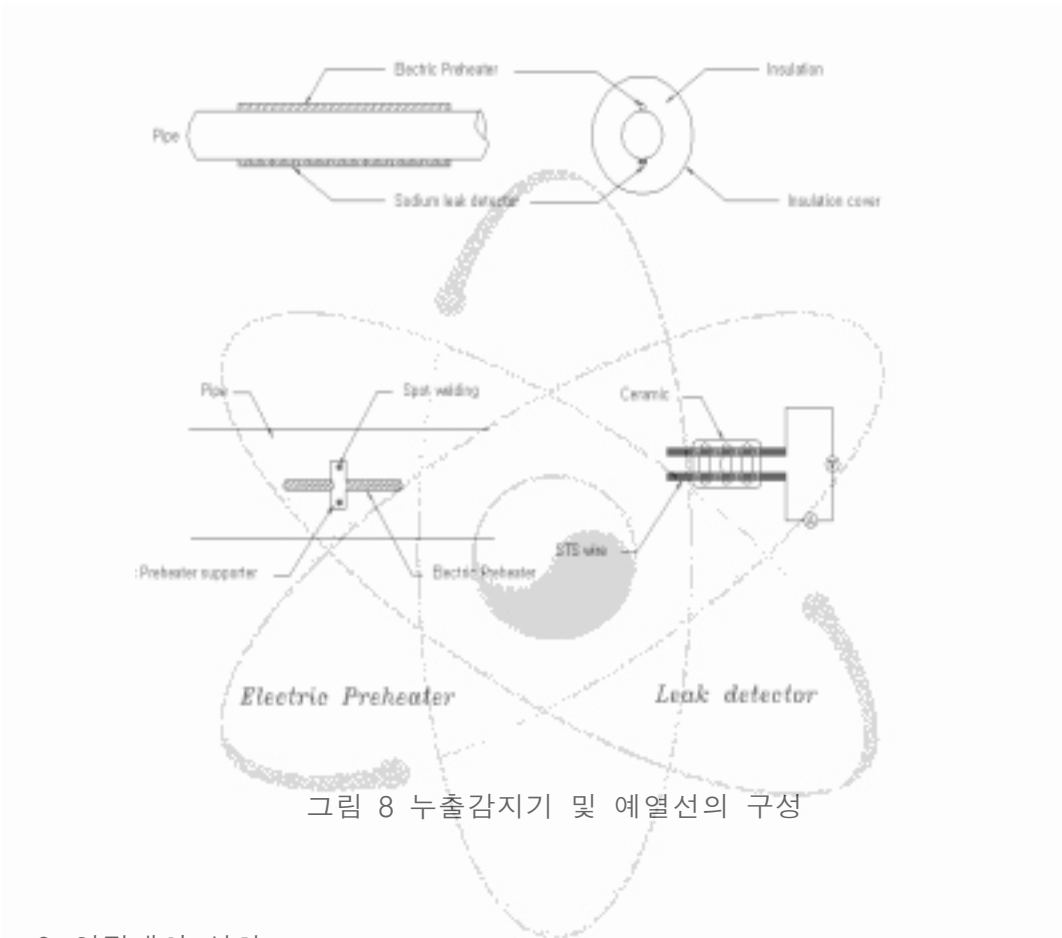 Electric Preheater
Insulation
Pipe
Sodium leak detector
Insulation cover
Pipe
Spot welding
Ceramic
STS wire
Preheater supporter
Electric Preheater
Electric Preheater
Leak detector
그림 8 누출감지기 및 예열선의 구성